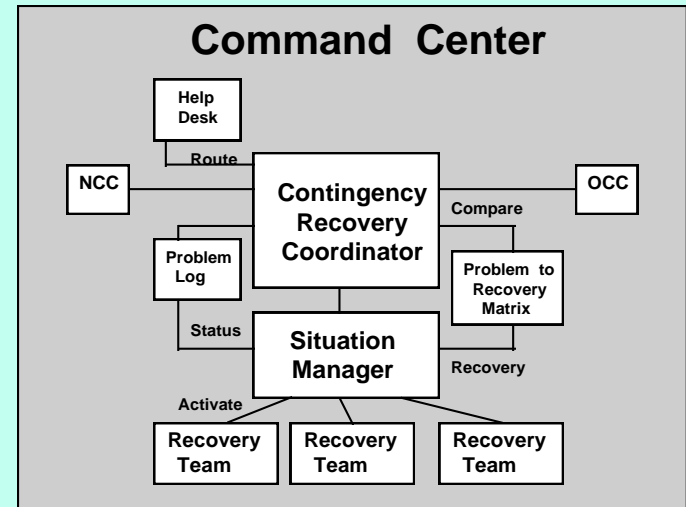 Command Center
Help
Desk
Route
NCC
Contingency
Recovery
Coordinator
OCC
Compare
Problem
Log
Problem to
Recovery
Matrix
Status
Situation
Manager
Recovery
Activate
Recovery
Team
Recovery
Team
Recovery
Team